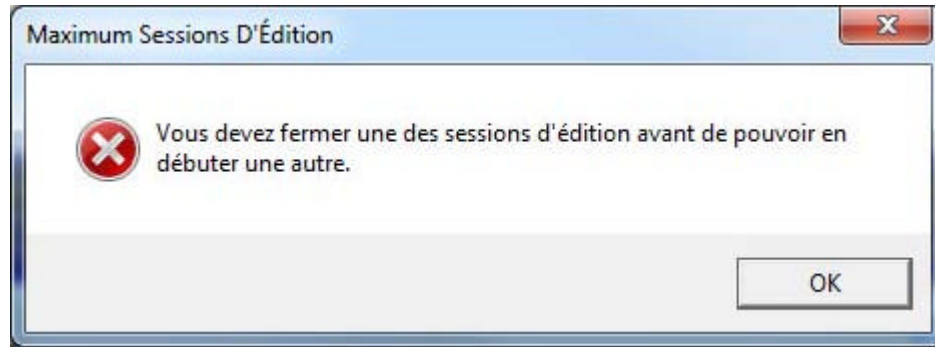 Maximum Sessions D'Édition
Vous devez fermer une des sessions d'édition avant de pouvoir en
débuter une autre.
OK